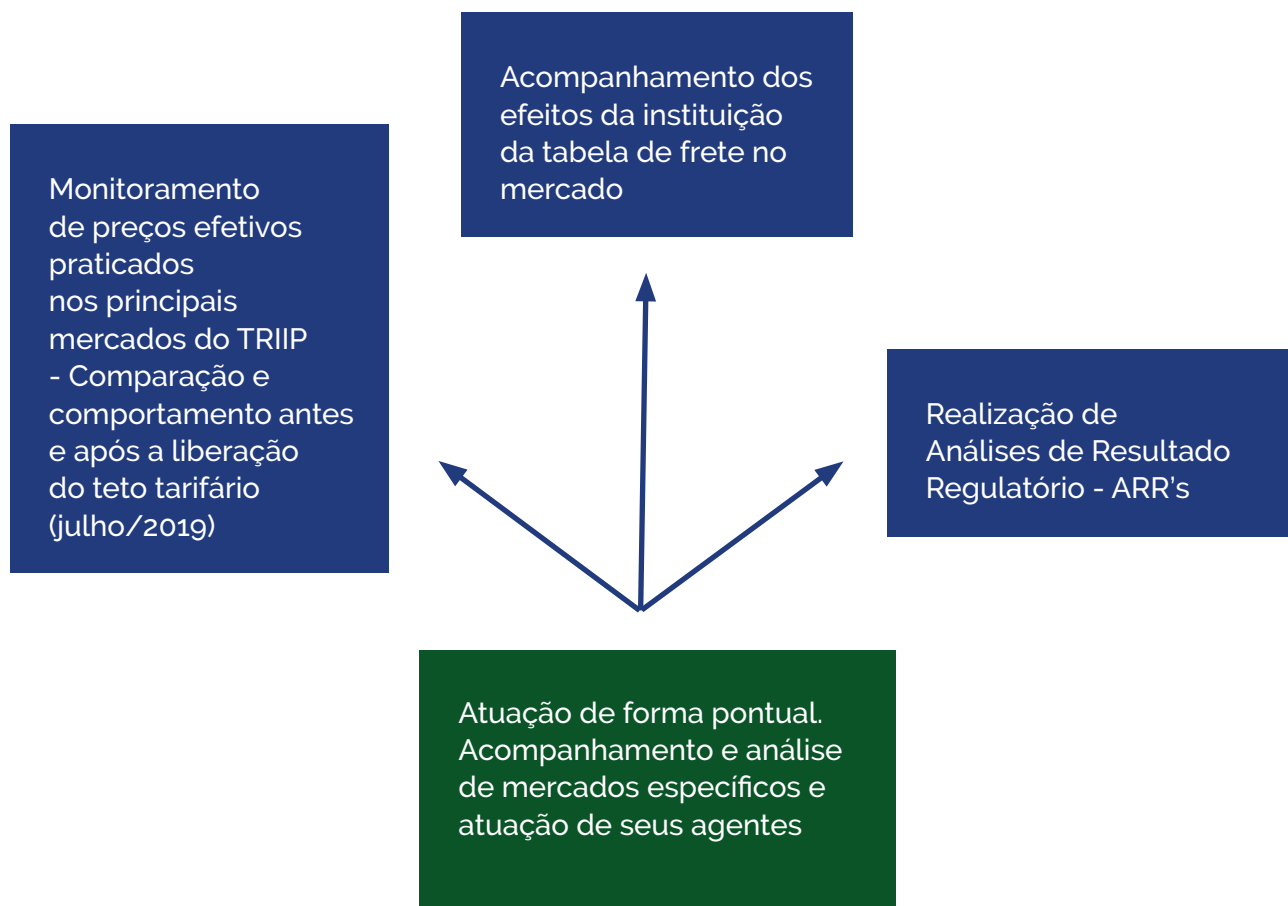 Acompanhamento dos
efeitos da instituição
da tabela de frete no
mercado
Monitoramento
de preços efetivos
praticados
nos principais
mercados do TRIIP
- Comparação e
comportamento antes
e após a liberação
do teto tarifário
(julho/2019)
Realização de
Análises de Resultado
Regulatório - ARR’s
Atuação de forma pontual.
Acompanhamento e análise
de mercados específicos e
atuação de seus agentes